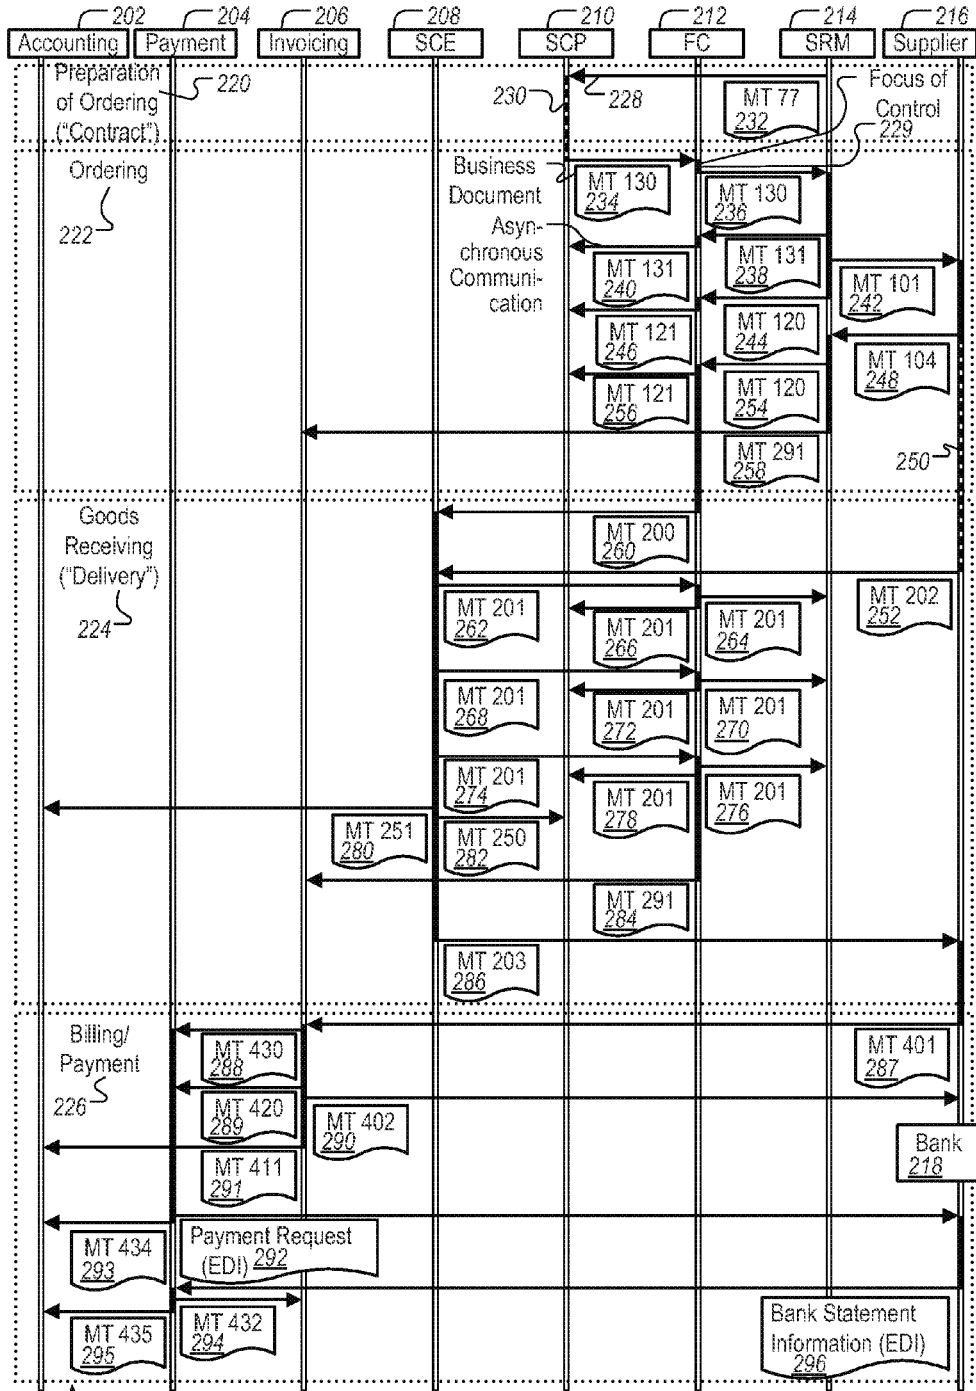 202 204 206 208 210 212 214 216
Accounting Payment Invoicing SCE SCP FC SRM Supplier
Preparation
of Ordering
("Contract")
220
230
228
MT 77
232
Focus of
Control
229
Ordering
222
Business
Document
MT 130
234
MT 130
236
Asyn-
chronous
Communi-
cation
MT 131
240
MT 131
238
MT 101
242
MT 121
246
MT 120
244
MT 104
248
MT 121
256
MT 120
254
MT 291
258
250
Goods
Receiving
("Delivery")
224
MT 200
260
MT 202
252
MT 201
262
MT 201
266
MT 201
264
MT 201
268
MT 201
272
MT 201
270
MT 201
274
MT 201
278
MT 201
276
MT 251
280
MT 250
282
MT 291
284
MT 203
286
Billing/
Payment
226
MT 430
288
MT 401
287
MT 420
289
MT 402
290
Bank
218
MT 411
291
Payment Request
(EDI) 292
MT 434
293
MT 432
294
MT 435
295
Bank Statement
Information (EDI)
296